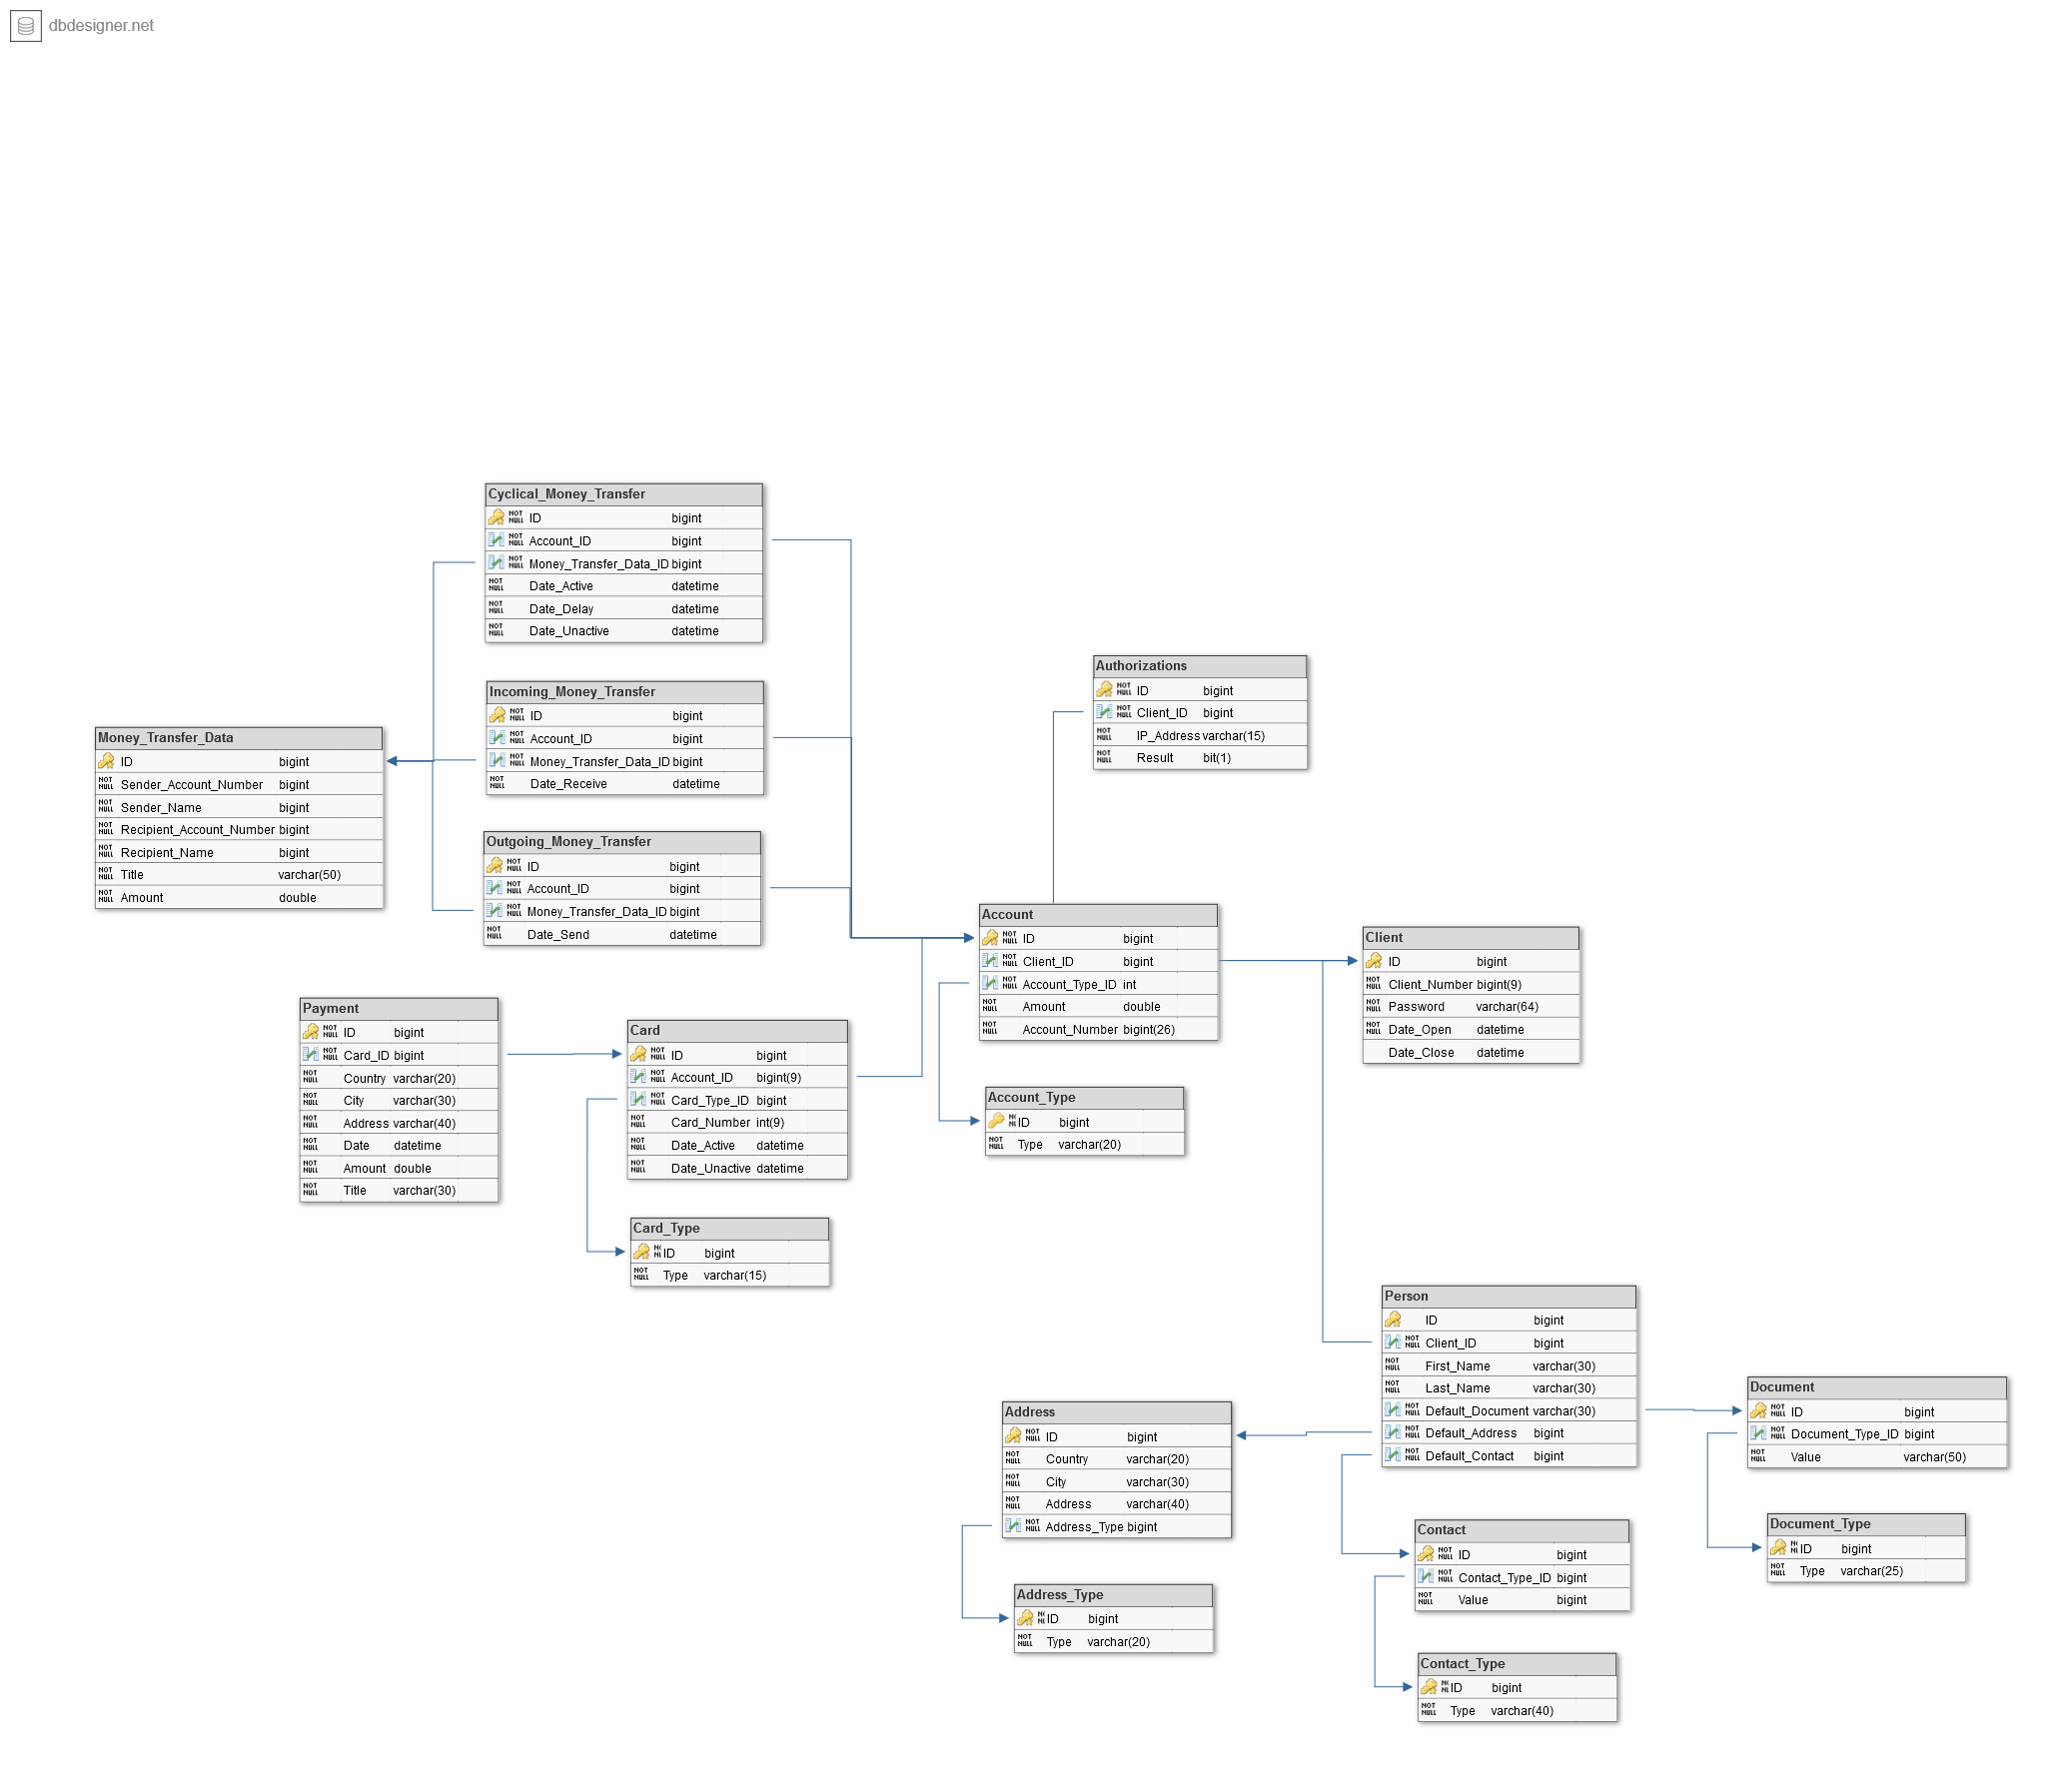 dbdesigner.net
Cyclical_Money_Transfer
NOT NULL ID bigint
NOT NULL Account_ID bigint
NOT NULL Money_Transfer_Data_ID bigint
NOT NULL Date_Active datetime
NOT NULL Date_Delay datetime
NOT NULL Date_Unactive datetime
Incoming_Money_Transfer
NOT NULL ID bigint
NOT NULL Account_ID bigint
NOT NULL Money_Transfer_Data_ID bigint
NOT NULL Date_Receive datetime
Money_Transfer_Data
ID bigint
NOT NULL Sender_Account_Number bigint
NOT NULL Sender_Name bigint
NOT NULL Recipient_Account_Number bigint
NOT NULL Recipient_Name bigint
NOT NULL Title varchar(50)
NOT NULL Amount double
Outgoing_Money_Transfer
NOT NULL ID bigint
NOT NULL Account_ID bigint
NOT NULL Money_Transfer_Data_ID bigint
NOT NULL Date_Send datetime
Authorizations
NOT NULL ID bigint
NOT NULL Client_ID bigint
NOT NULL IP_Address varchar(15)
NOT NULL Result bit(1)
Account
NOT NULL ID bigint
NOT NULL Client_ID bigint
NOT NULL Account_Type_ID int
NOT NULL Amount double
NOT NULL Account_Number bigint(26)
Client
ID bigint
NOT NULL Client_Number bigint(9)
NOT NULL Password varchar(64)
NOT NULL Date_Open datetime
Date_Close datetime
Payment
NOT NULL ID bigint
NOT NULL Card_ID bigint
NOT NULL Country varchar(20)
NOT NULL City varchar(30)
NOT NULL Address varchar(40)
NOT NULL Date datetime
NOT NULL Amount double
NOT NULL Title varchar(30)
Card
NOT NULL ID bigint
NOT NULL Account_ID bigint(9)
NOT NULL Card_Type_ID bigint
NOT NULL Card_Number int(9)
NOT NULL Date_Active datetime
NOT NULL Date_Unactive datetime
Account_Type
ID bigint
NOT NULL Type varchar(20)
Card_Type
ID bigint
NOT NULL Type varchar(15)
Person
ID bigint
NOT NULL Client_ID bigint
NOT NULL First_Name varchar(30)
NOT NULL Last_Name varchar(30)
NOT NULL Default_Document varchar(30)
NOT NULL Default_Address bigint
NOT NULL Default_Contact bigint
Document
NOT NULL ID bigint
NOT NULL Document_Type_ID bigint
NOT NULL Value varchar(50)
Address
NOT NULL ID bigint
NOT NULL Country varchar(20)
NOT NULL City varchar(30)
NOT NULL Address varchar(40)
NOT NULL Address_Type bigint
Document_Type
ID bigint
NOT NULL Type varchar(25)
Contact
NOT NULL ID bigint
NOT NULL Contact_Type_ID bigint
NOT NULL Value bigint
Address_Type
ID bigint
NOT NULL Type varchar(20)
Contact_Type
ID bigint
NOT NULL Type varchar(40)